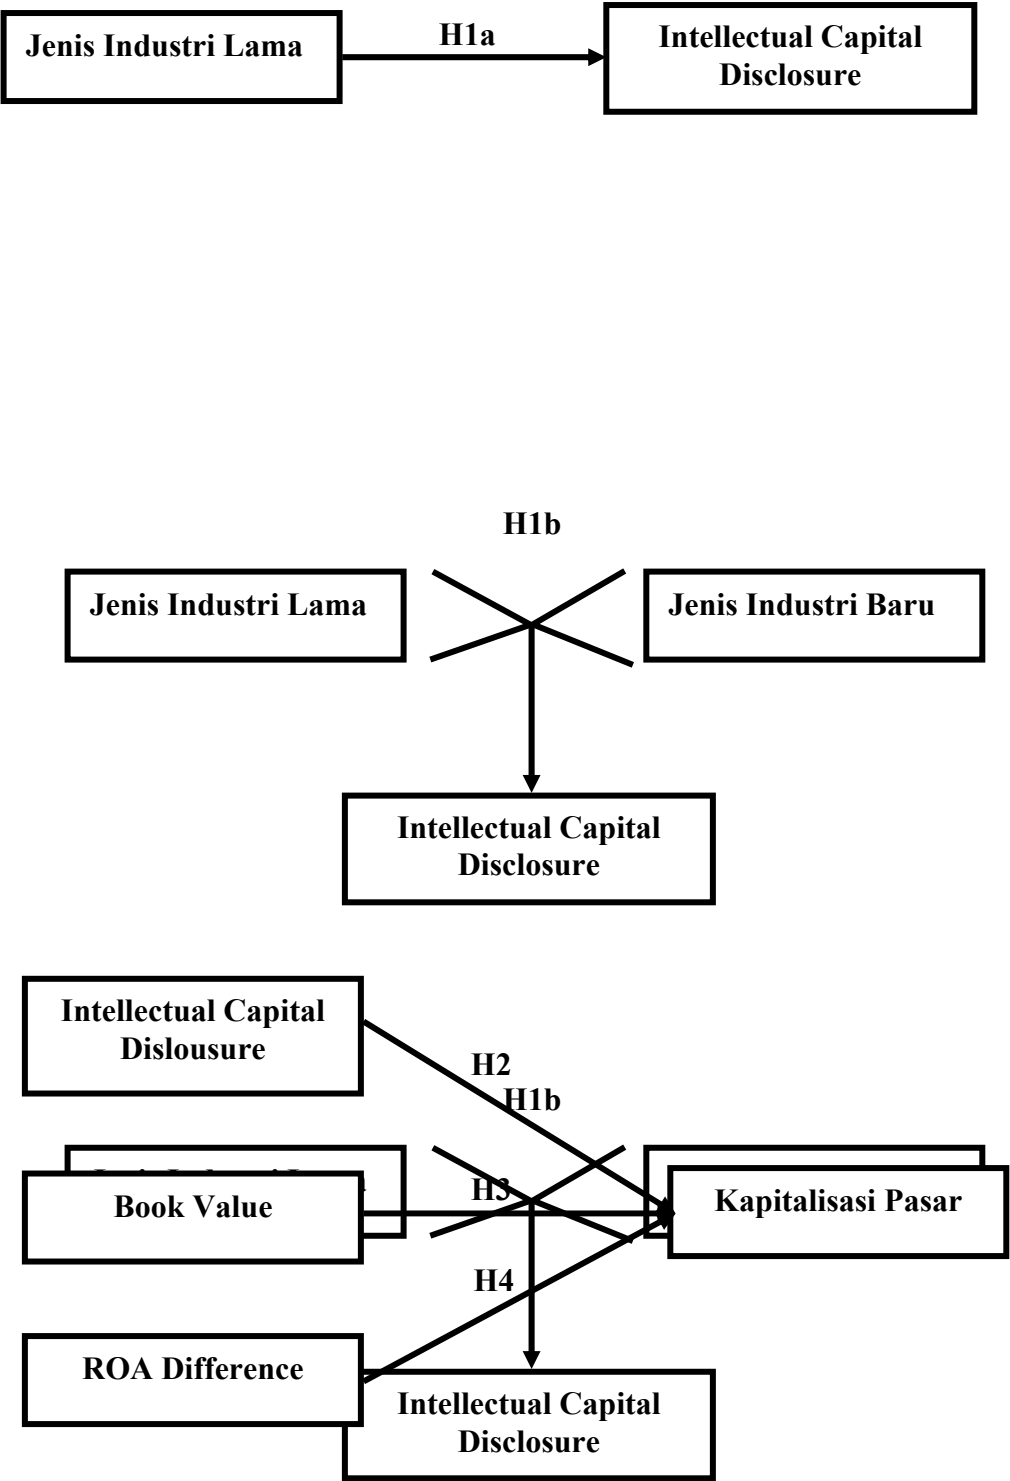 Jenis Industri Lama
H1a
Intellectual Capital
Disclosure
H1b
Jenis Industri Lama
Jenis Industri Baru
Intellectual Capital
Disclosure
Intellectual Capital
Dislousure
H2
H1b
Book Value
H3
Kapitalisasi Pasar
H4
ROA Difference
Intellectual Capital
Disclosure